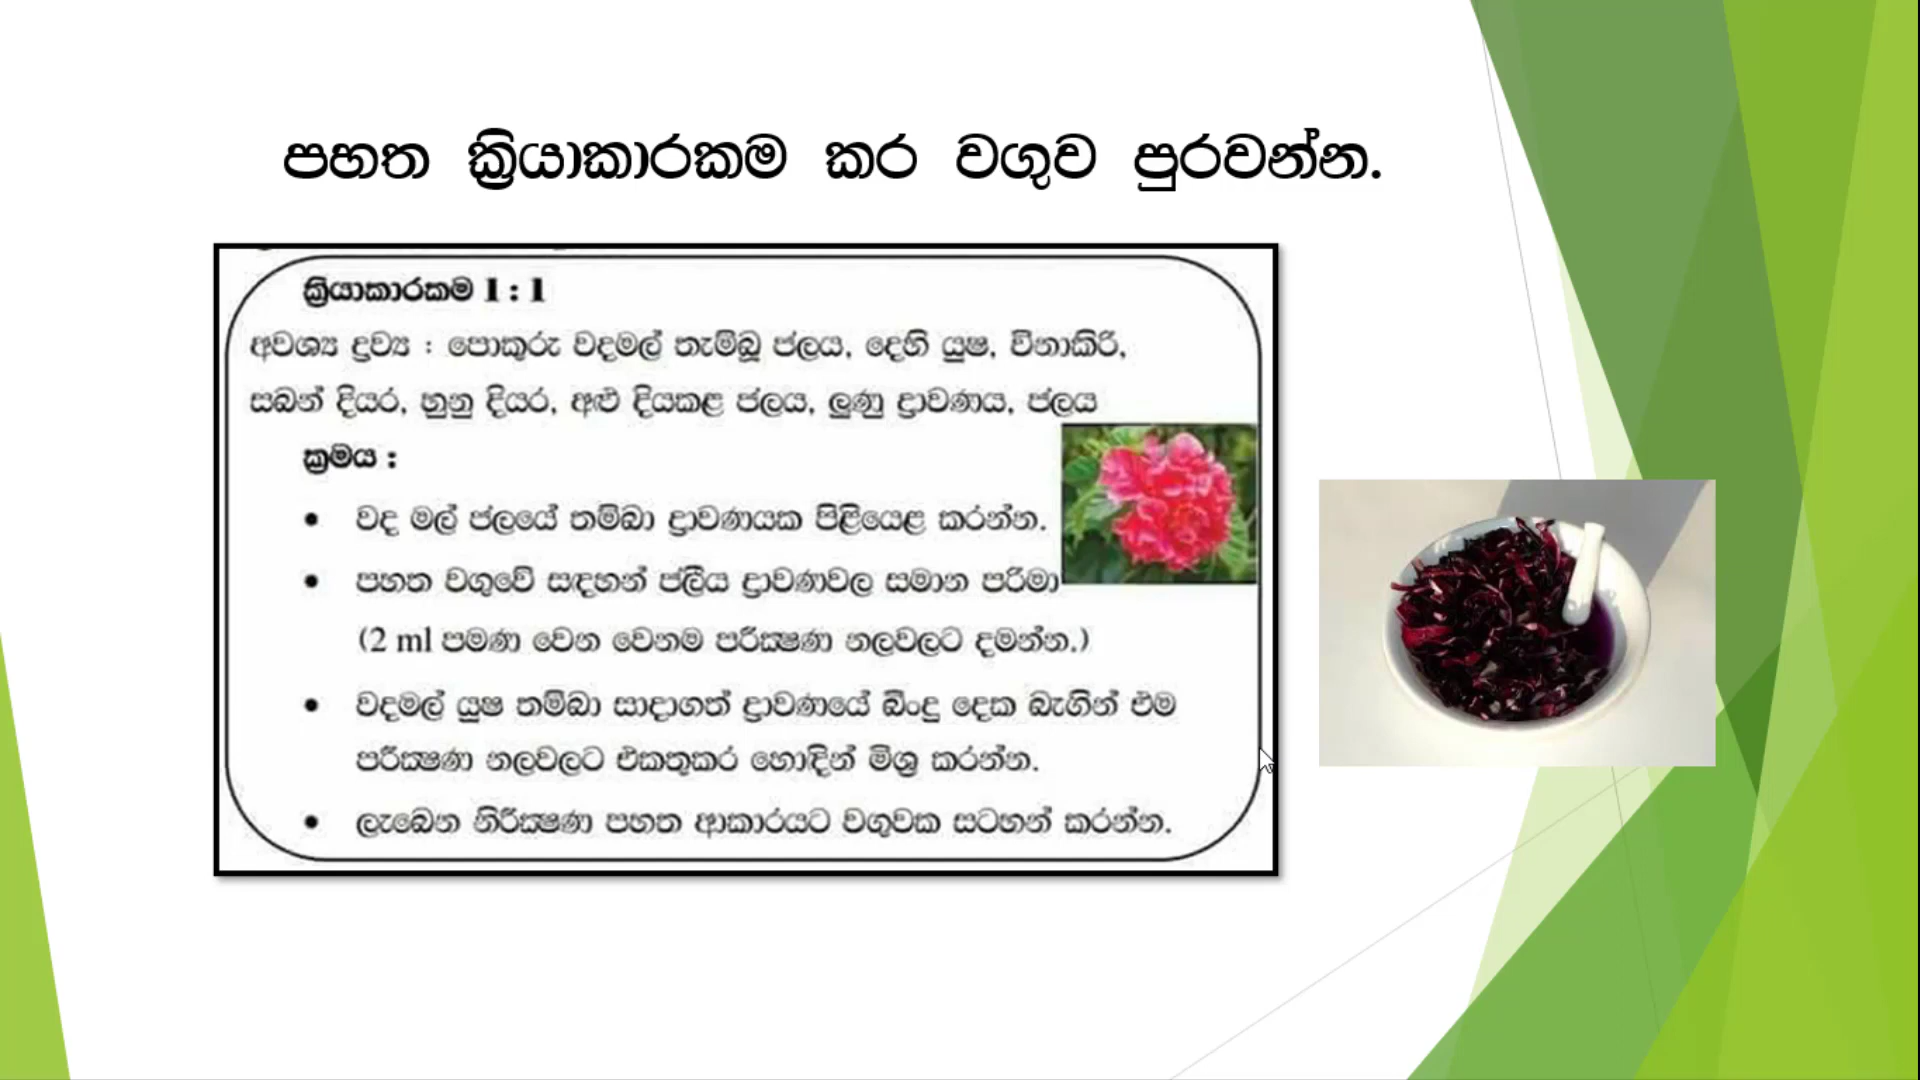 පහත ක්‍රියාකාරකම කර වගුව පුරවන්න.
ක්‍රියාකාරකම 1 : 1
අවශ්‍ය ද්‍රව්‍ය : පොකුරු වදමල් තැම්බූ ජලය, දෙහි යුෂ, විනාකිරි,
සබන් දියර, හුනු දියර, අළු දියකළ ජලය, ලුණු ද්‍රාවණය, ජලය
ක්‍රමය :
• වද මල් ජලයේ තම්බා ද්‍රාවණයක පිළියෙළ කරන්න.
• පහත වගුවේ සඳහන් ජලීය ද්‍රාවණවල සමාන පරිමා
(2 ml පමණ වෙන වෙනම පරීක්ෂණ නලවලට දමන්න.)
• වදමල් යුෂ තම්බා සාදාගත් ද්‍රාවණයේ බිංදු දෙක බැගින් එම
පරීක්ෂණ නලවලට එකතුකර හොඳින් මිශ්‍ර කරන්න.
• ලැබෙන නිරීක්ෂණ පහත ආකාරයට වගුවක සටහන් කරන්න.